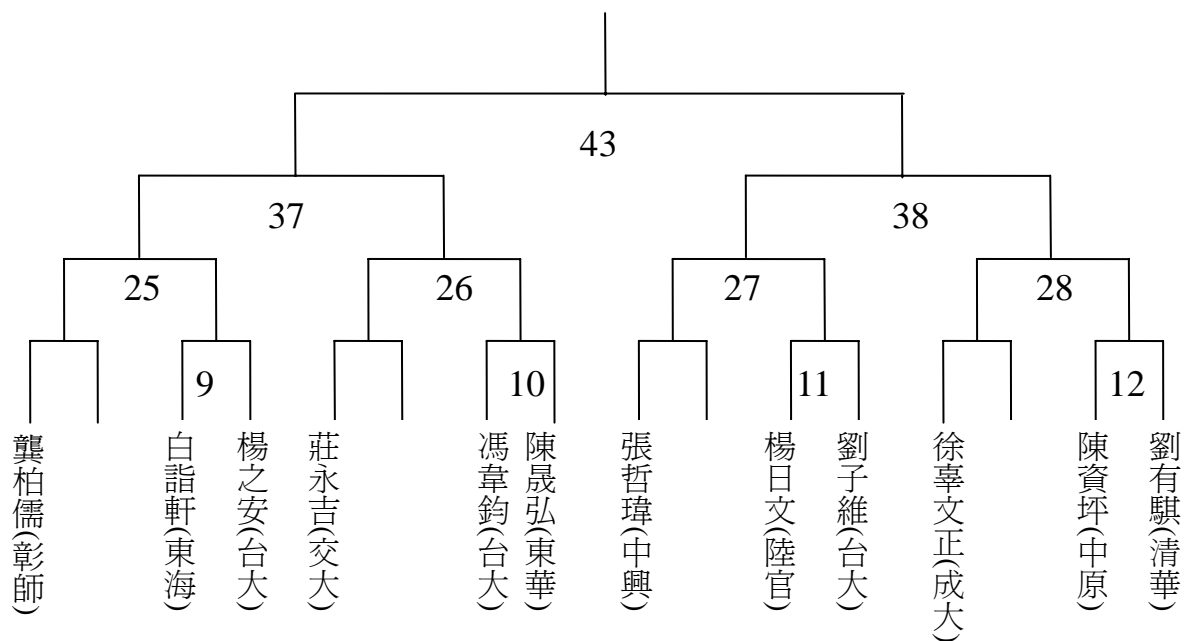 43
37
38
25
26
27
28
9
10
11
12
龔柏儒(彰師)
白詣軒(東海)
楊之安(台大)
莊永吉(交大)
馮韋鈞(台大)
陳晟弘(東華)
張哲瑋(中興)
楊日文(陸官)
劉子維(台大)
徐辜文正(成大)
陳資坪(中原)
劉有騏(清華)